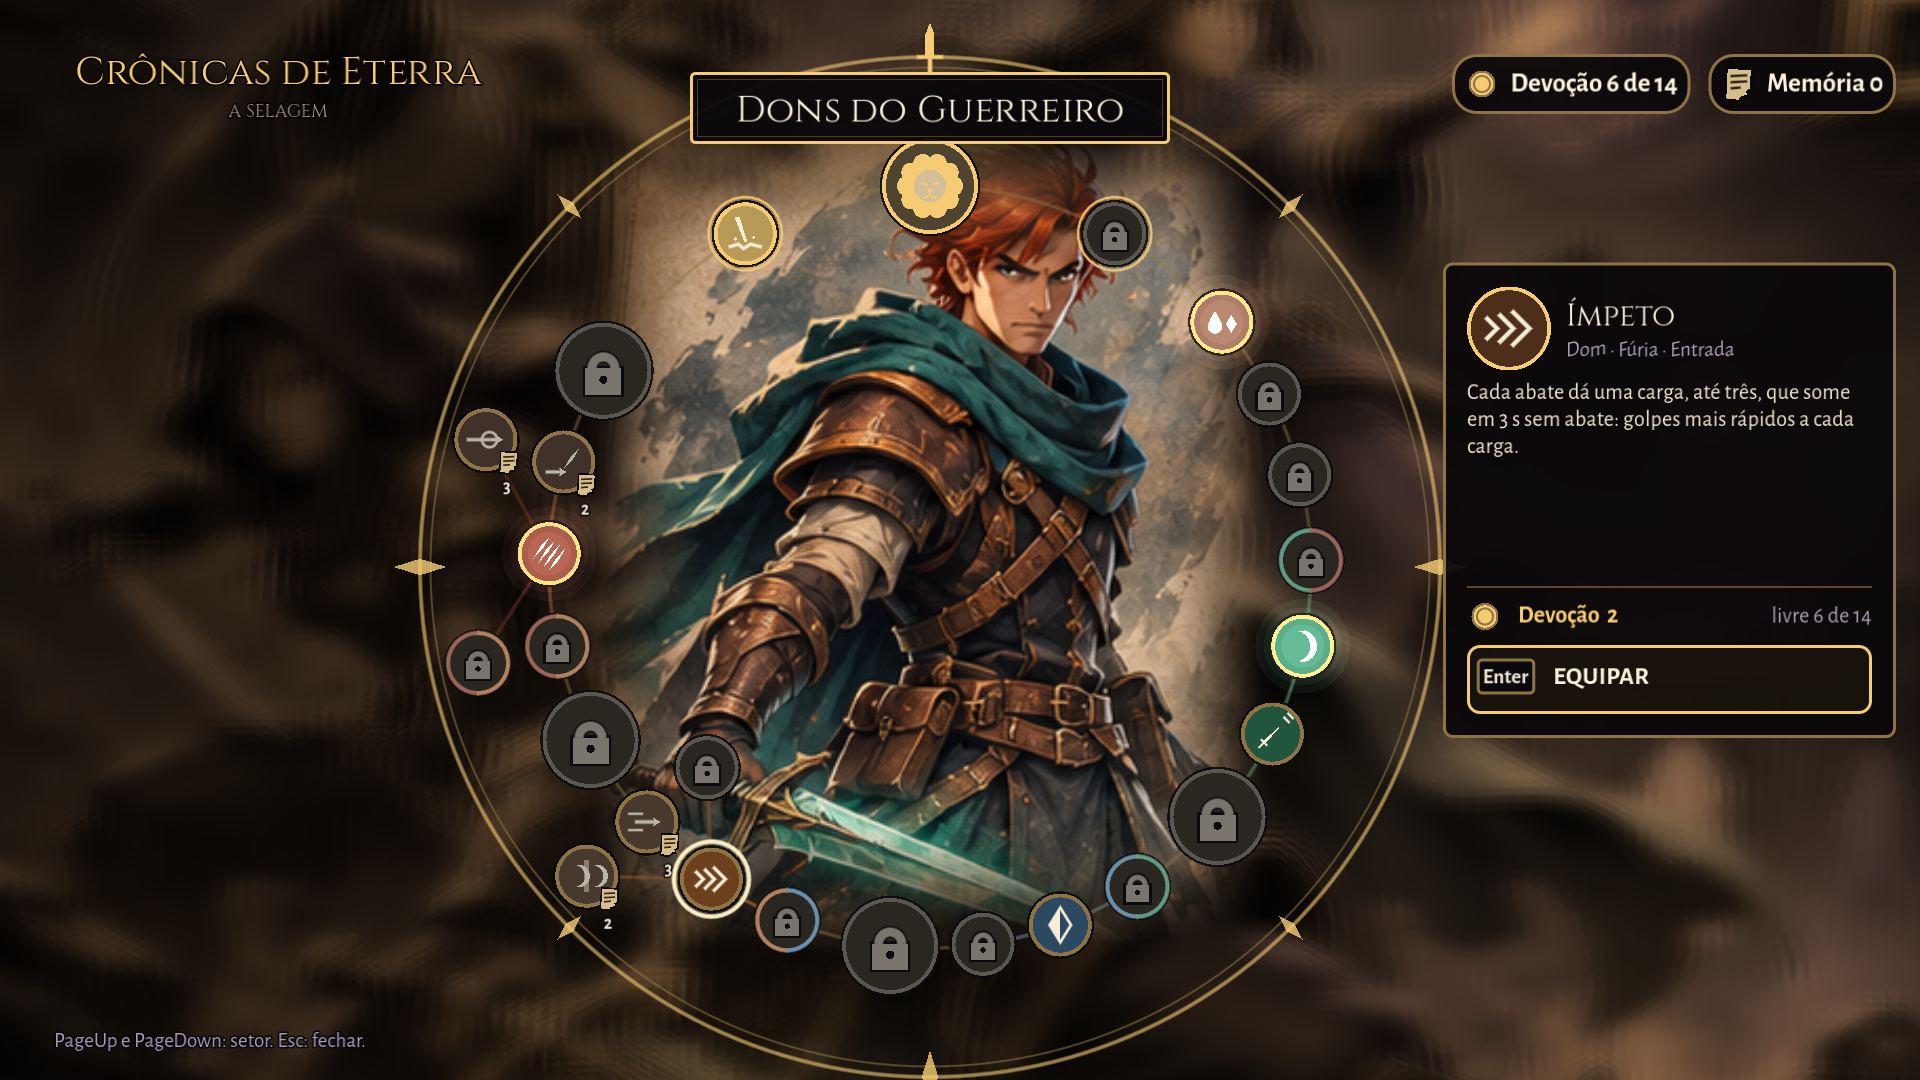 Crônicas de Eterra
A Selagem
Dons do Guerreiro
Devoção 6 de 14
Memória 0
3
2
3
2
Ímpeto
Dom · Fúria · Entrada
Cada abate dá uma carga, até três, que some
em 3 s sem abate: golpes mais rápidos a cada
carga.
Devoção 2
livre 6 de 14
Enter EQUIPAR
PageUp e PageDown: setor. Esc: fechar.